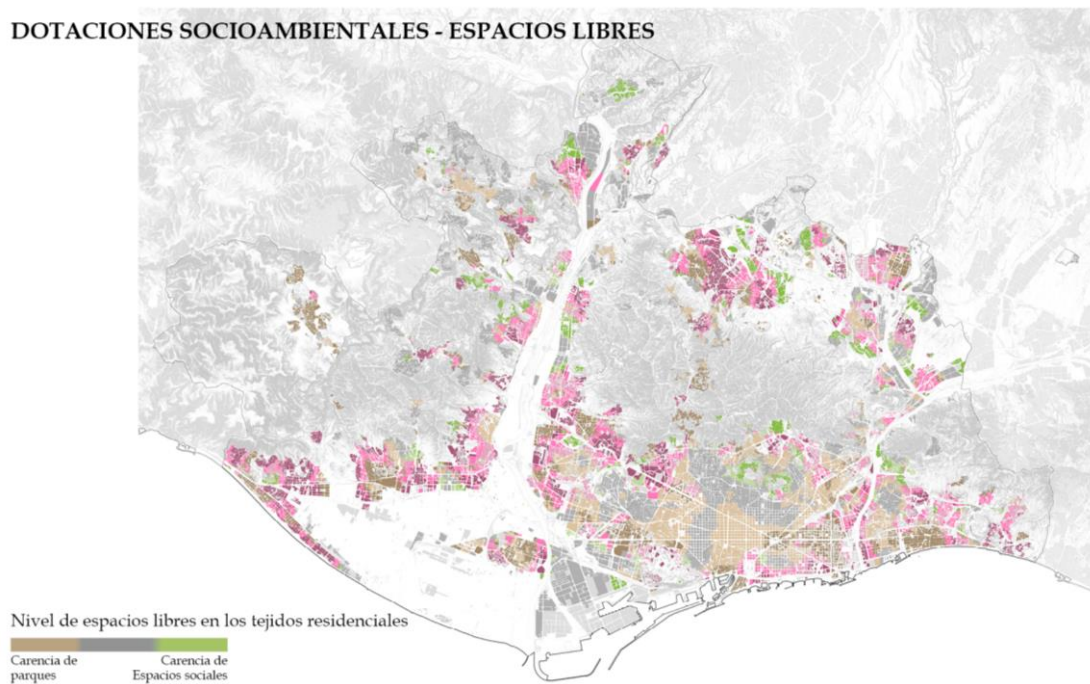 DOTACIONES SOCIOAMBIENTALES - ESPACIOS LIBRES
Nivel de espacios libres en los tejidos residenciales
Carencia de
parques
Carencia de
Espacios sociales